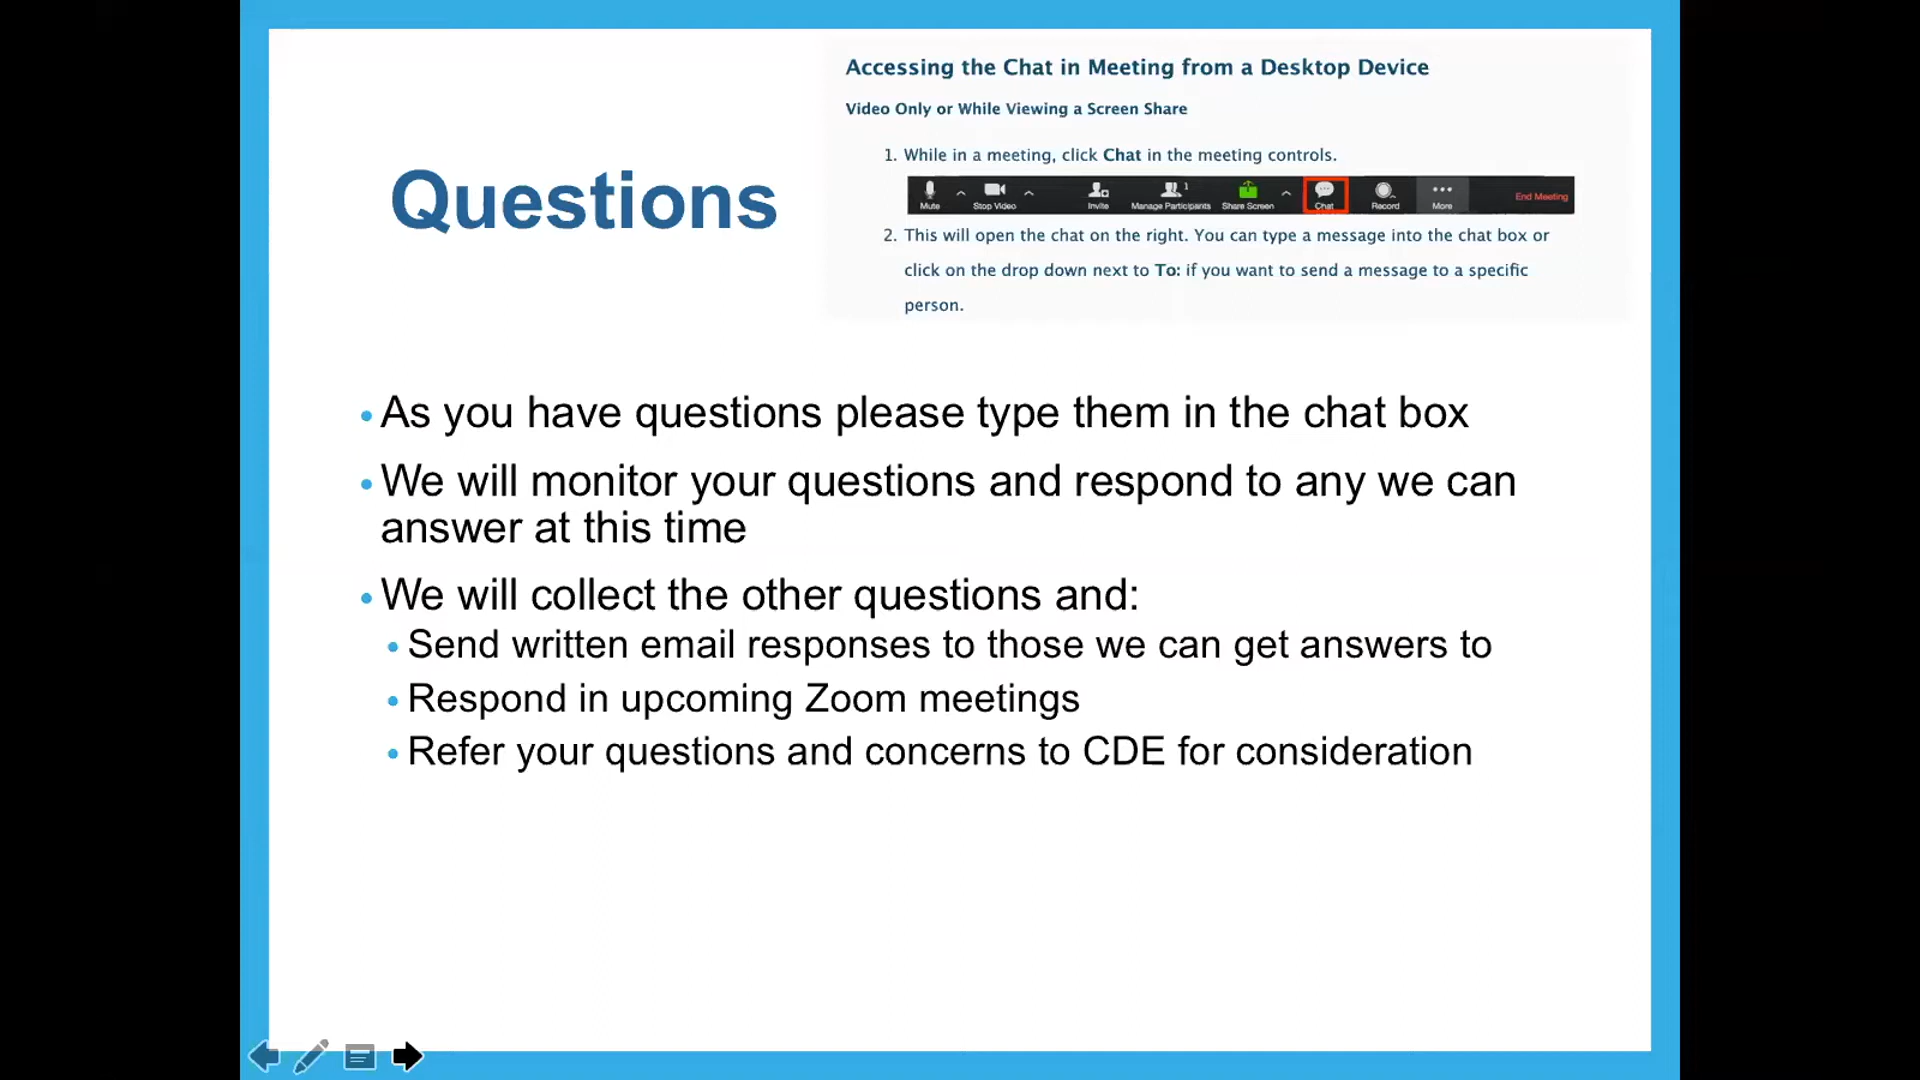 Accessing the Chat in Meeting from a Desktop Device
Video Only or While Viewing a Screen Share
Questions
1. While in a meeting, click Chat in the meeting controls.
Mute Stop Video Invite 1 Manage Participants Share Screen Chat Record More End Meeting
2. This will open the chat on the right. You can type a message into the chat box or
click on the drop down next to To: if you want to send a message to a specific
person.
• As you have questions please type them in the chat box
• We will monitor your questions and respond to any we can
answer at this time
• We will collect the other questions and:
• Send written email responses to those we can get answers to
• Respond in upcoming Zoom meetings
• Refer your questions and concerns to CDE for consideration